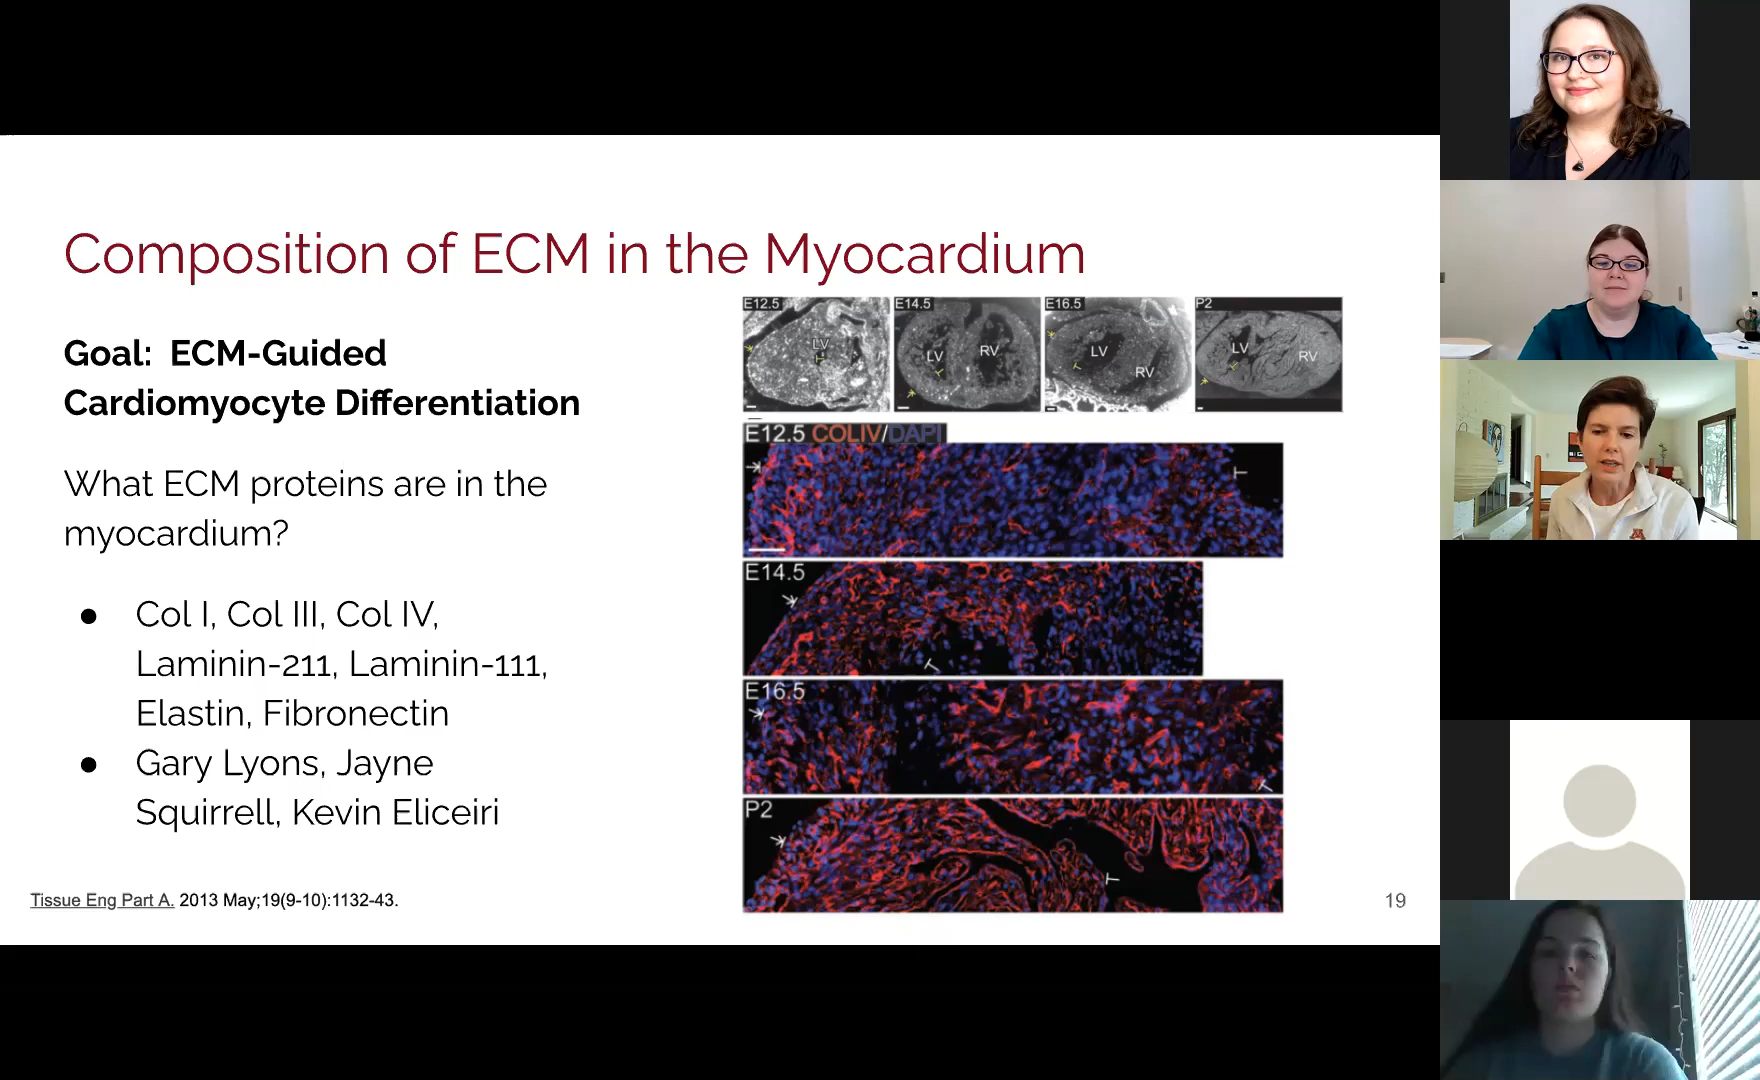 Composition of ECM in the Myocardium
Goal:  ECM-Guided
Cardiomyocyte Differentiation
What ECM proteins are in the
myocardium?
● Col I, Col III, Col IV,
Laminin-211, Laminin-111,
Elastin, Fibronectin
● Gary Lyons, Jayne
Squirrell, Kevin Eliceiri
Tissue Eng Part A. 2013 May;19(9-10):1132-43.
E12.5
LV
E14.5
LV RV
E16.5
LV
RV
P2
LV RV
E12.5 COLIV/DAPI
E14.5
E16.5
P2
19
M